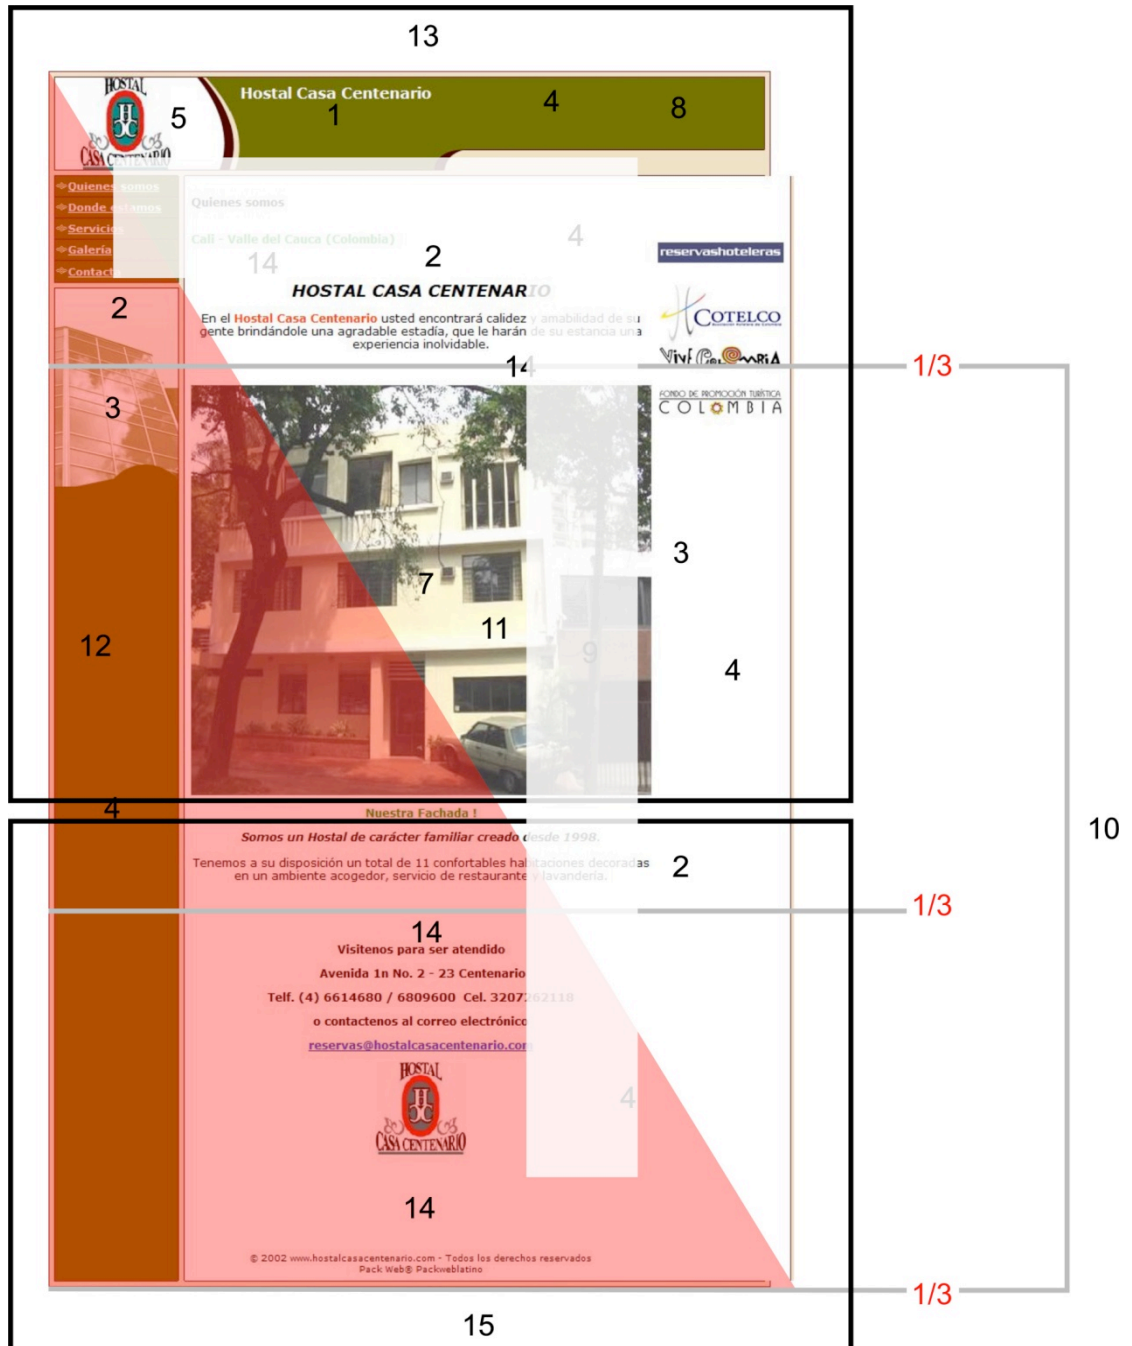 13
HOSTAL
CASA CENTENARIO
5
Hostal Casa Centenario
1
4
8
Quienes somos
Donde estamos
Servicios
Galería
Contacto
Quienes somos
Cali - Valle del Cauca (Colombia)
4
14
2
reservashoteleras
HOSTAL CASA CENTENARIO
2
En el Hostal Casa Centenario usted encontrará calidez y amabilidad de su
gente brindándole una agradable estadía, que le harán de su estancia una
experiencia inolvidable.
COTELCO
14
4
1/3
3
FONDO DE PROMOCIÓN TURÍSTICA
COLOMBIA
3
7
11
9
12
4
4
Nuestra Fachada !
Somos un Hostal de carácter familiar creado desde 1998.
10
Tenemos a su disposición un total de 11 confortables habitaciones decoradas
en un ambiente acogedor, servicio de restaurante y lavandería.
2
1/3
14
Visitenos para ser atendido
Avenida 1n No. 2 - 23 Centenario
Telf. (4) 6614680 / 6809600 Cel. 3207262118
o contactenos al correo electrónico
reservas@hostalcasacentenario.com
HOSTAL
CASA CENTENARIO
4
14
© 2002 www.hostalcasacentenario.com - Todos los derechos reservados
Pack Web® Packweblatino
1/3
15